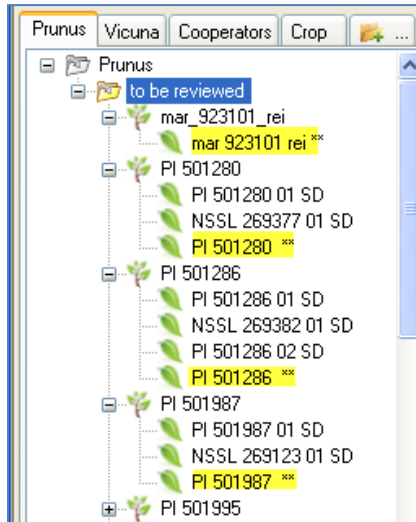 Prunus Vicuna Cooperators Crop ...
Prunus
to be reviewed
mar_923101_rei
mar 923101 rei **
PI 501280
PI 501280 01 SD
NSSL 269377 01 SD
PI 501280 **
PI 501286
PI 501286 01 SD
NSSL 269382 01 SD
PI 501286 02 SD
PI 501286 **
PI 501987
PI 501987 01 SD
NSSL 269123 01 SD
PI 501987 **
PI 501995